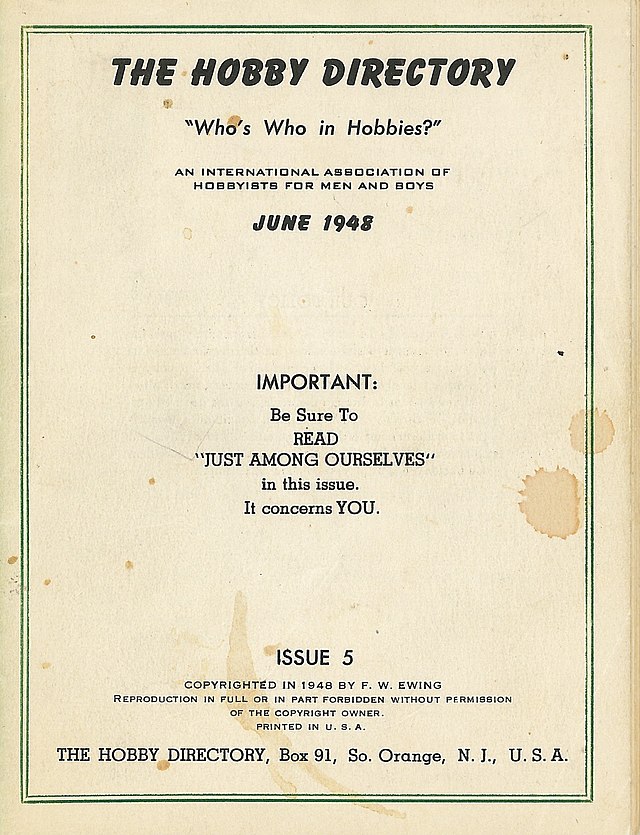 THE HOBBY DIRECTORY
"Who's Who in Hobbies?"
AN INTERNATIONAL ASSOCIATION OF
HOBBYISTS FOR MEN AND BOYS
JUNE 1948
IMPORTANT:
Be Sure To
READ
"JUST AMONG OURSELVES"
in this issue.
It concerns YOU.
ISSUE 5
COPYRIGHTED IN 1948 BY F. W. EWING
REPRODUCTION IN FULL OR IN PART FORBIDDEN WITHOUT PERMISSION
OF THE COPYRIGHT OWNER.
PRINTED IN U. S. A.
THE HOBBY DIRECTORY, Box 91, So. Orange, N. J., U. S. A.